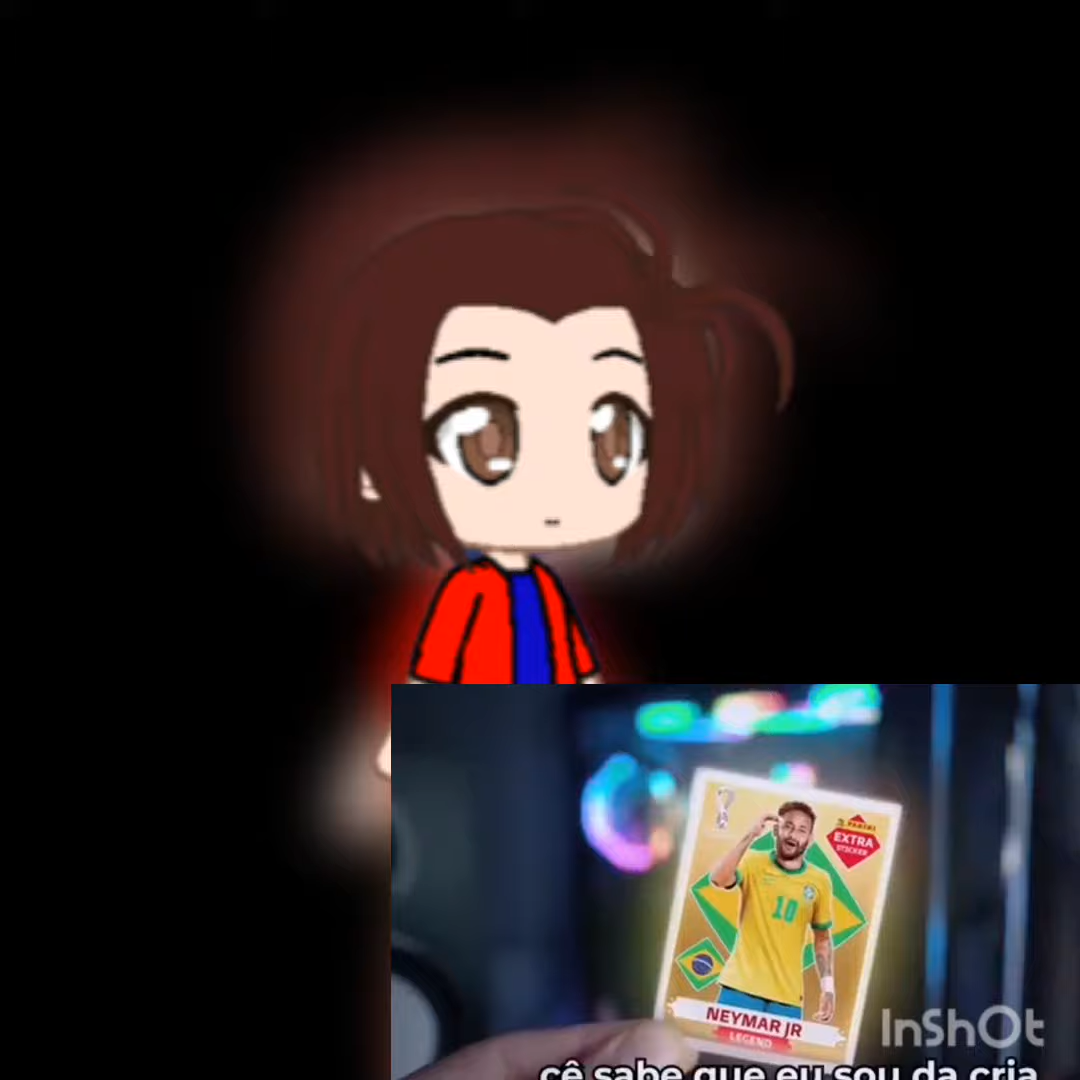 PANINI
EXTRA
STICKER
10
NEYMAR JR
LEGEND
InShOt
cê sabe que eu sou da cria